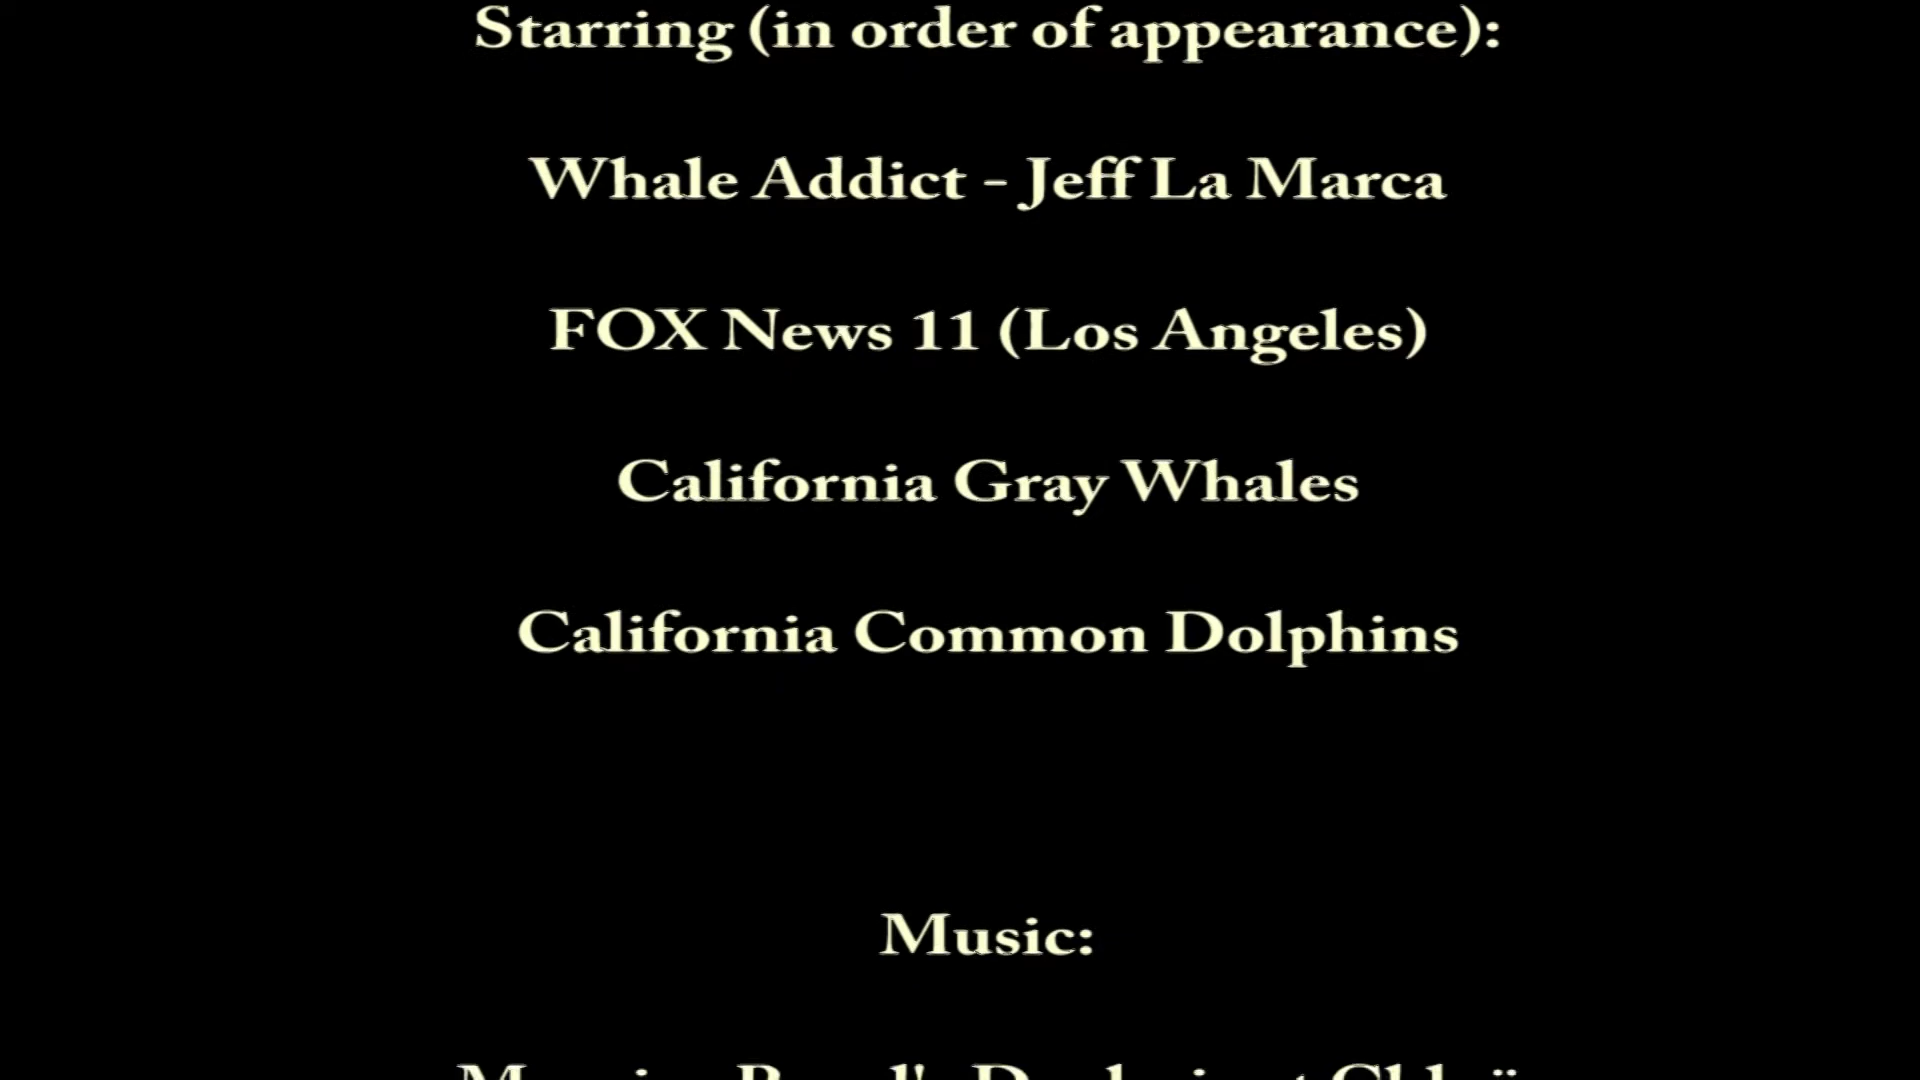 Starring (in order of appearance):
Whale Addict - Jeff La Marca
FOX News 11 (Los Angeles)
California Gray Whales
California Common Dolphins
Music: